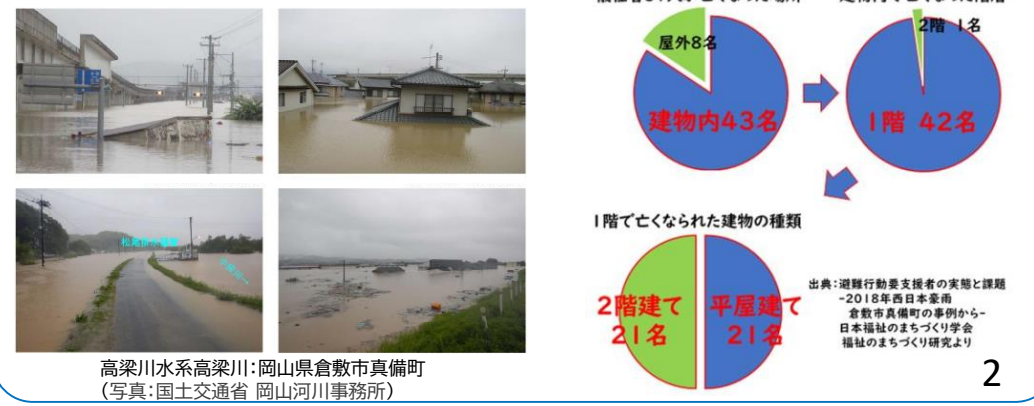 屋外8名
建物内43名
2階 1名
1階 42名
1階で亡くなられた建物の種類
2階建て
21名
平屋建て
21名
出典:避難行動要支援者の実態と課題
-2018年西日本豪雨
倉敷市真備町の事例から-
日本福祉のまちづくり学会
福祉のまちづくり研究より
高梁川水系高梁川:岡山県倉敷市真備町
(写真:国土交通省 岡山河川事務所)
2